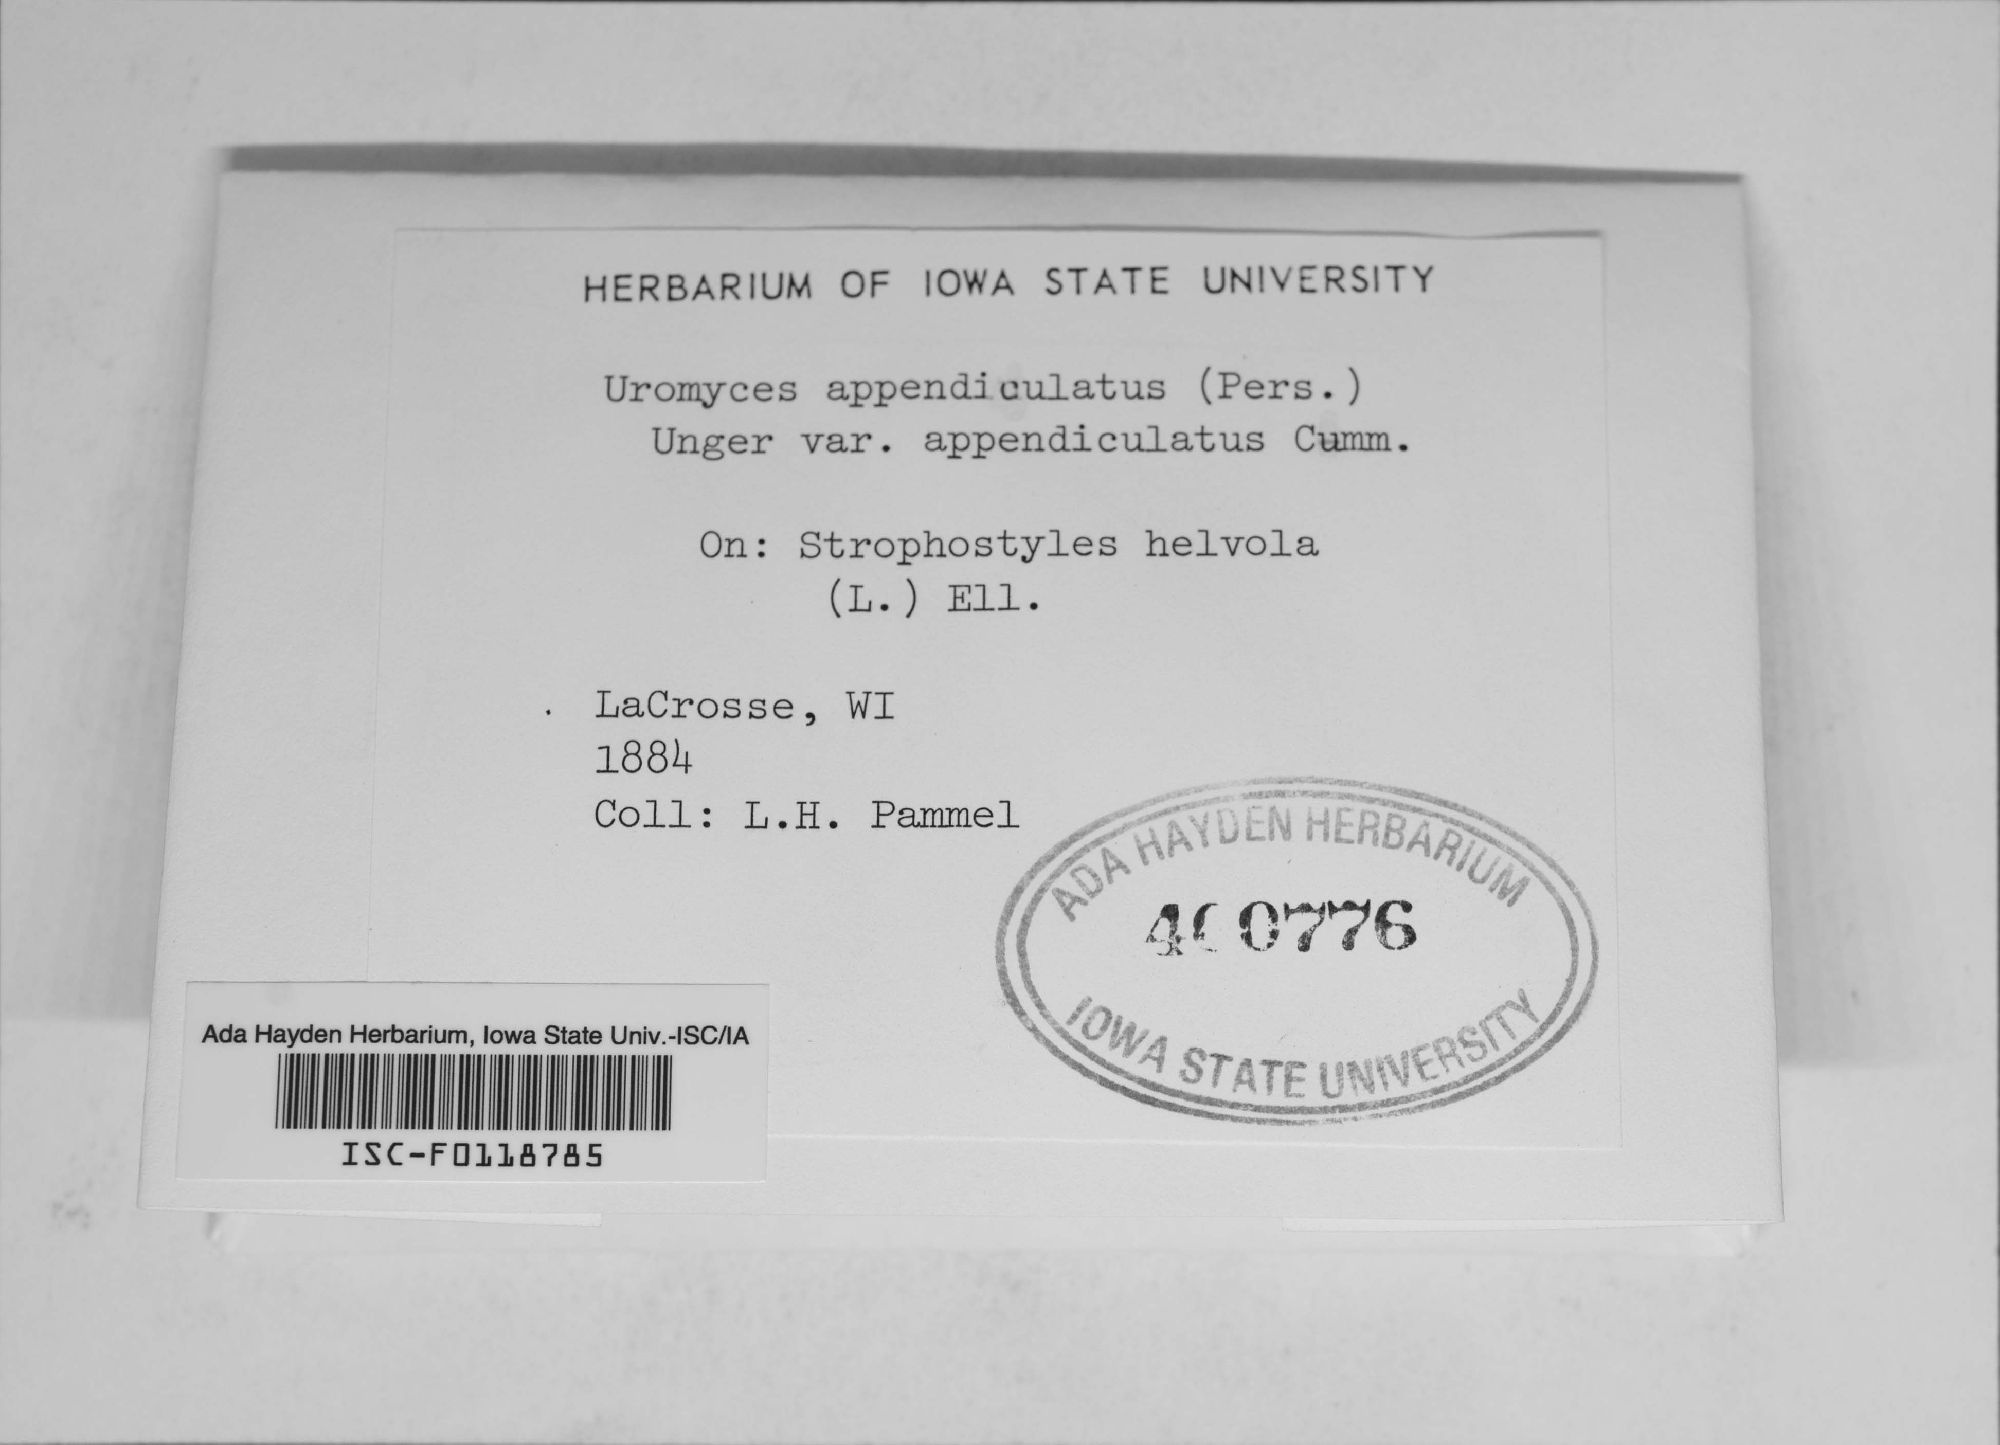 HERBARIUM OF IOWA STATE UNIVERSITY
Uromyces appendiculatus (Pers.)
Unger var. appendiculatus Cumm.
On: Strophostyles helvola
(L.) Ell.
LaCrosse, WI
1884
Coll: L.H. Pammel
ADA HAYDEN HERBARIUM
400776
IOWA STATE UNIVERSITY
Ada Hayden Herbarium, Iowa State Univ.-ISC/IA
ISC-F0118785